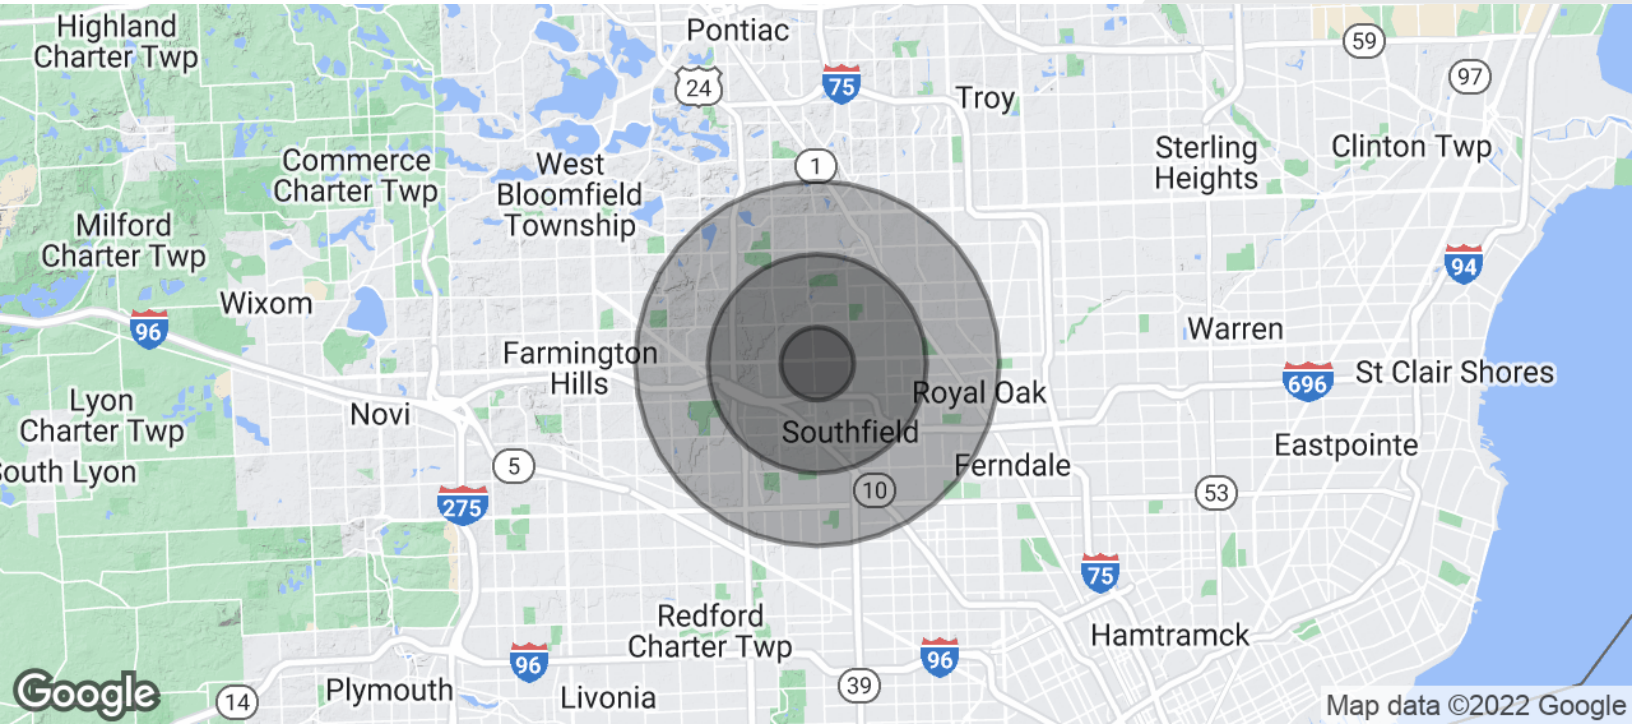 Highland
Charter Twp
Pontiac
59
24
75
97
Troy
Commerce
Charter Twp
West
Bloomfield
Township
1
Sterling
Heights
Clinton Twp
Milford
Charter Twp
94
Wixom
96
Warren
Farmington
Hills
696
St Clair Shores
Royal Oak
Lyon
Charter Twp
Novi
Southfield
Eastpointe
South Lyon
5
Ferndale
10
53
275
75
Redford
Charter Twp
Hamtramck
96
96
Plymouth
Livonia
39
Google
14
Map data ©2022 Google